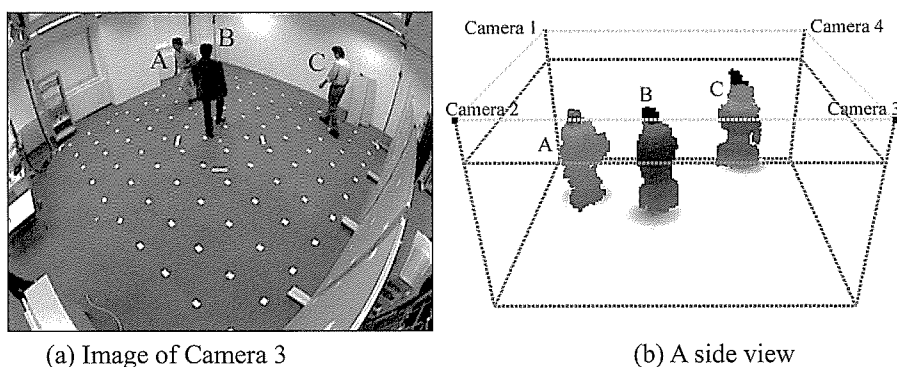 A
B
C
(a) Image of Camera 3
Camera 1
Camera 4
Camera 2
Camera 3
A
B
C
(b) A side view